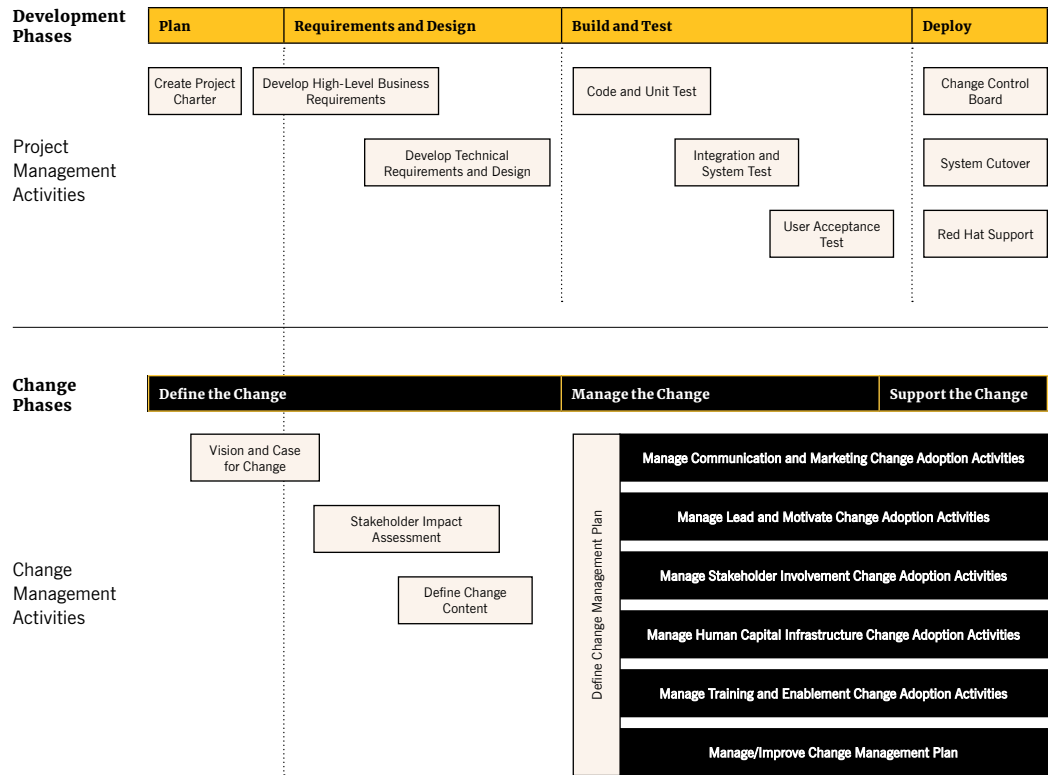 Development
Phases
Plan
Requirements and Design
Build and Test
Deploy
Project
Management
Activities
Create Project
Charter
Develop High-Level Business
Requirements
Code and Unit Test
Change Control
Board
Develop Technical
Requirements and Design
Integration and
System Test
System Cutover
User Acceptance
Test
Red Hat Support
Change
Phases
Define the Change
Manage the Change
Support the Change
Change
Management
Activities
Vision and Case
for Change
Stakeholder Impact
Assessment
Define Change
Content
Define Change Management Plan
Manage Communication and Marketing Change Adoption Activities
Manage Lead and Motivate Change Adoption Activities
Manage Stakeholder Involvement Change Adoption Activities
Manage Human Capital Infrastructure Change Adoption Activities
Manage Training and Enablement Change Adoption Activities
Manage/Improve Change Management Plan